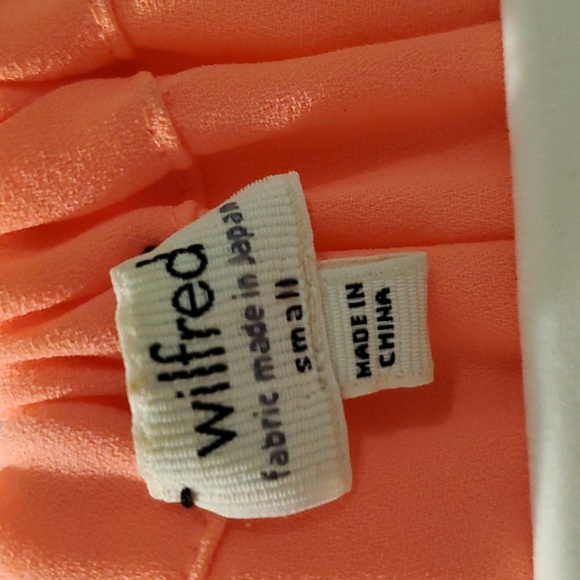 wilfred
fabric made in Japan
small
MADE IN
CHINA